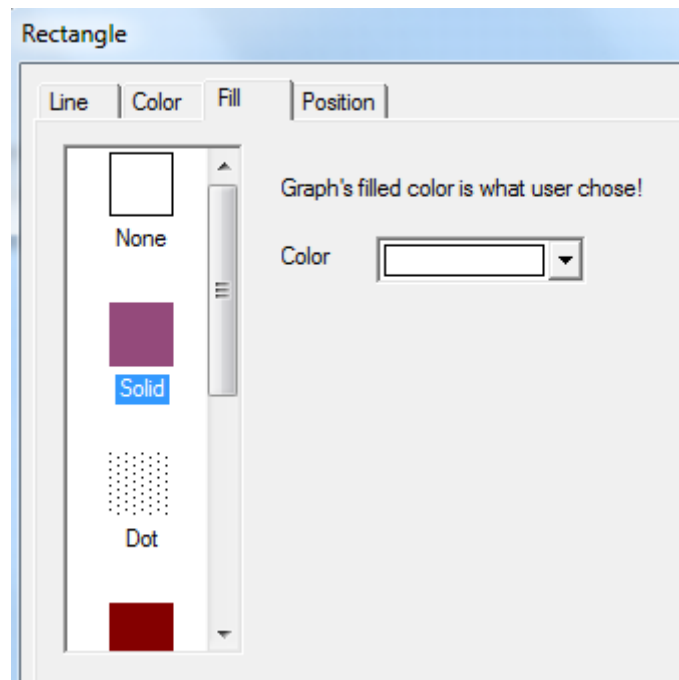 Rectangle
Line Color Fill Position
Graph's filled color is what user chose!
None
Color
Solid
Dot